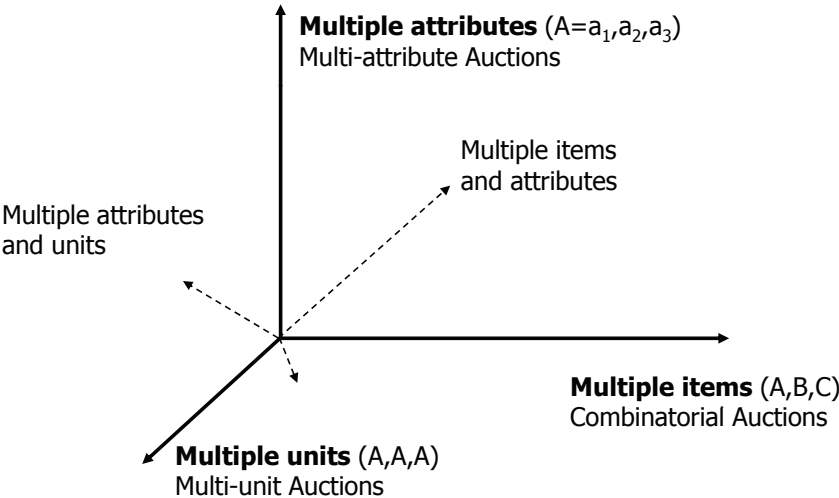 Multiple attributes (A=a₁,a₂,a₃)
Multi-attribute Auctions
Multiple items
and attributes
Multiple attributes
and units
Multiple items (A,B,C)
Combinatorial Auctions
Multiple units (A,A,A)
Multi-unit Auctions